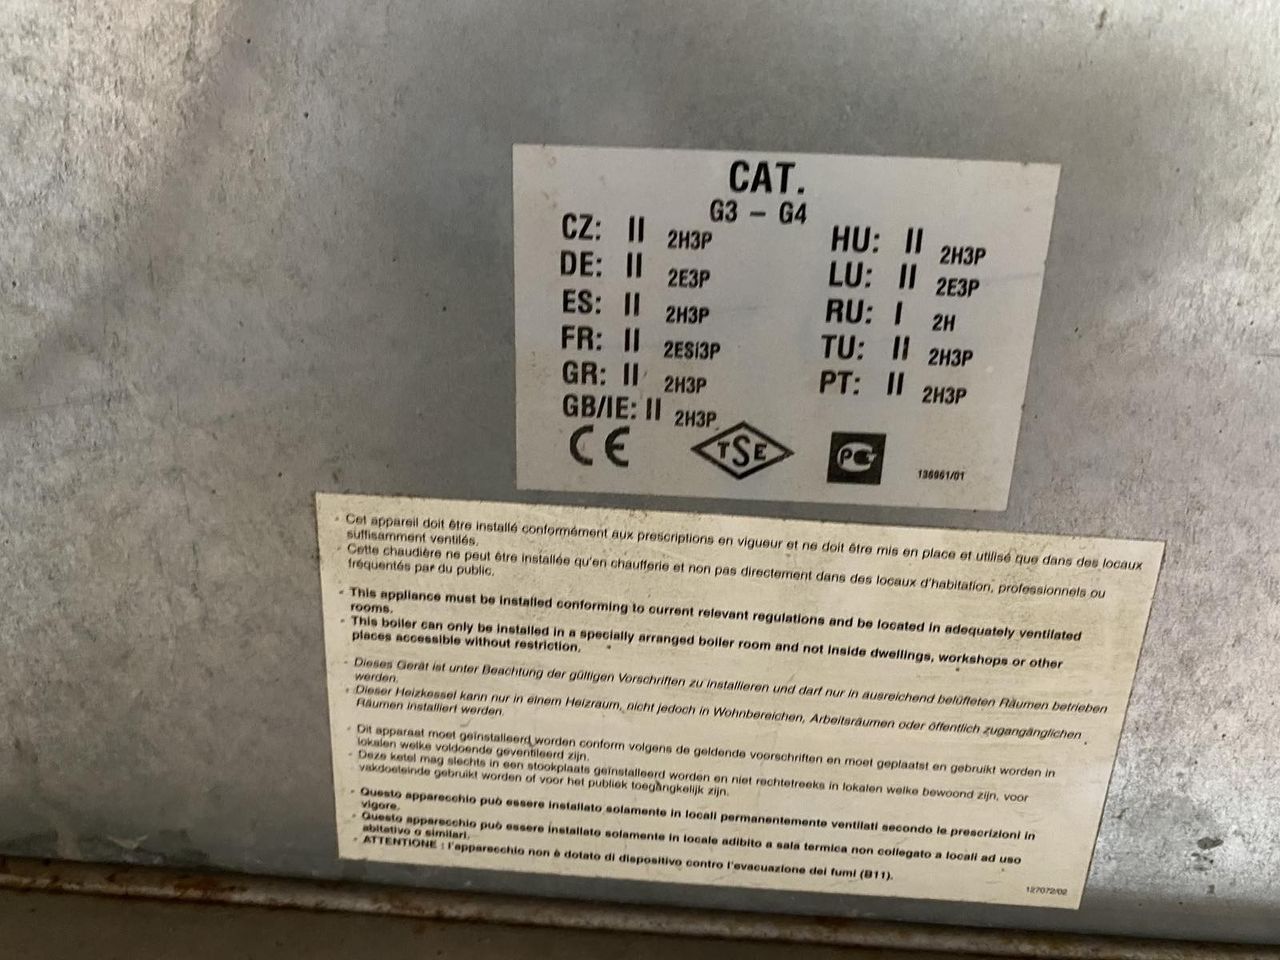 CAT.
G3 – G4
CZ: II 2H3P
DE: II 2E3P
ES: II 2H3P
FR: II 2ESi3P
GR: II 2H3P
GB/IE: II 2H3P
HU: II 2H3P
LU: II 2E3P
RU: I 2H
TU: II 2H3P
PT: II 2H3P
CE
TSE
PG
136961/01
- Cet appareil doit être installé conformément aux prescriptions en vigueur et ne doit être mis en place et utilisé que dans des locaux
suffisamment ventilés.
- Cette chaudière ne peut être installée qu'en chaufferie et non pas directement dans des locaux d'habitation, professionnels ou
fréquentés par du public.
- This appliance must be installed conforming to current relevant regulations and be located in adequately ventilated
rooms.
- This boiler can only be installed in a specially arranged boiler room and not inside dwellings, workshops or other
places accessible without restriction.
- Dieses Gerät ist unter Beachtung der gültigen Vorschriften zu installieren und darf nur in ausreichend belüfteten Räumen betrieben
werden.
- Dieser Heizkessel kann nur in einem Heizraum, nicht jedoch in Wohnbereichen, Arbeitsräumen oder öffentlich zugangänglichen
Räumen installiert werden.
- Dit apparaat moet geïnstalleerd worden conform volgens de geldende voorschriften en moet geplaatst en gebruikt worden in
lokalen welke voldoende geventileerd zijn.
- Deze ketel mag slechts in een stookplaats geïnstalleerd worden en niet rechtetreeks in lokalen welke bewoond zijn, voor
vakdoeleinde gebruikt worden of voor het publiek toegangkelijk zijn.
- Questo apparecchio può essere installato solamente in locali permanentemente ventilati secondo le prescrizioni in
vigore.
- Questo apparecchio può essere installato solamente in locale adibito a sala termica non collegato a locali ad uso
abitativo o similari.
- ATTENTIONE : l'apparecchio non è dotato di dispositivo contro l'evacuazione dei fumi (B11).
127072/02